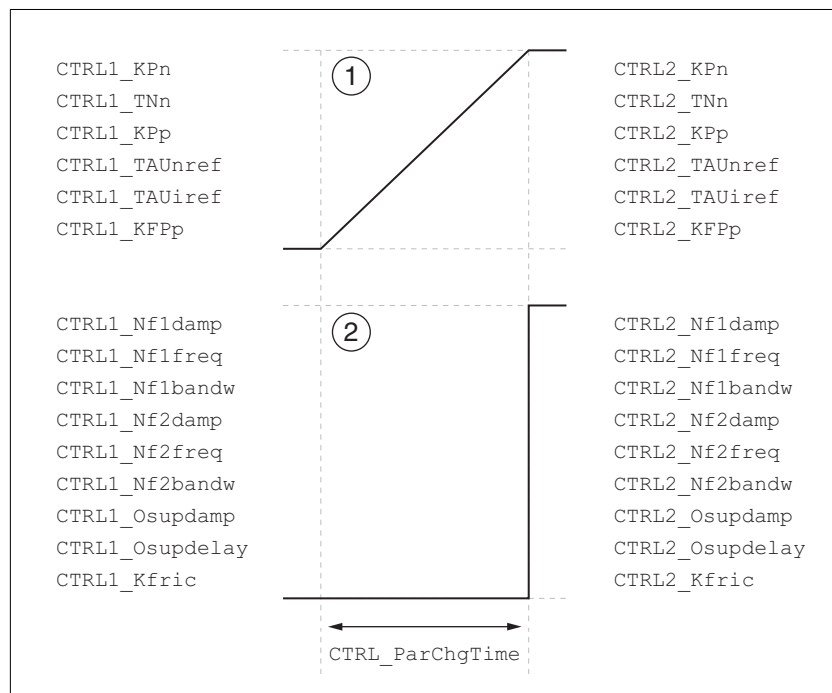 1
CTRL1_KPn
CTRL1_TNn
CTRL1_KPp
CTRL1_TAUnref
CTRL1_TAUiref
CTRL1_KFPp
CTRL2_KPn
CTRL2_TNn
CTRL2_KPp
CTRL2_TAUnref
CTRL2_TAUiref
CTRL2_KFPp
2
CTRL1_Nf1damp
CTRL1_Nf1freq
CTRL1_Nf1bandw
CTRL1_Nf2damp
CTRL1_Nf2freq
CTRL1_Nf2bandw
CTRL1_Osupdamp
CTRL1_Osupdelay
CTRL1_Kfric
CTRL2_Nf1damp
CTRL2_Nf1freq
CTRL2_Nf1bandw
CTRL2_Nf2damp
CTRL2_Nf2freq
CTRL2_Nf2bandw
CTRL2_Osupdamp
CTRL2_Osupdelay
CTRL2_Kfric
CTRL_ParChgTime